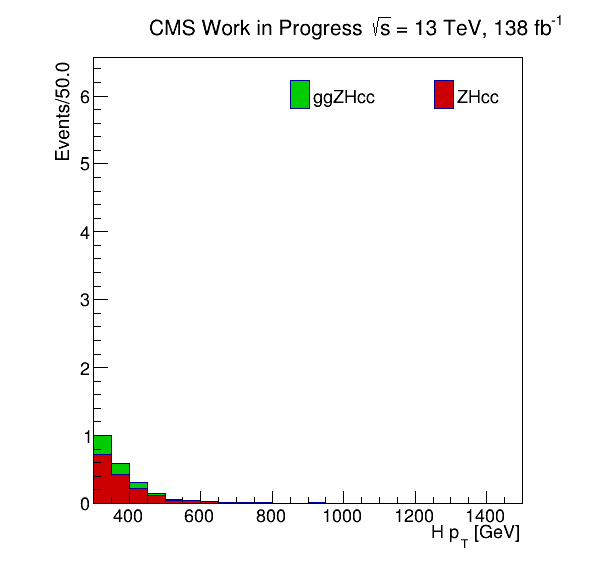 CMS Work in Progress √s = 13 TeV, 138 fb⁻¹
Events/50.0
ggZHcc ZHcc
6
5
4
3
2
1
0
400 600 800 1000 1200 1400
H p_T [GeV]